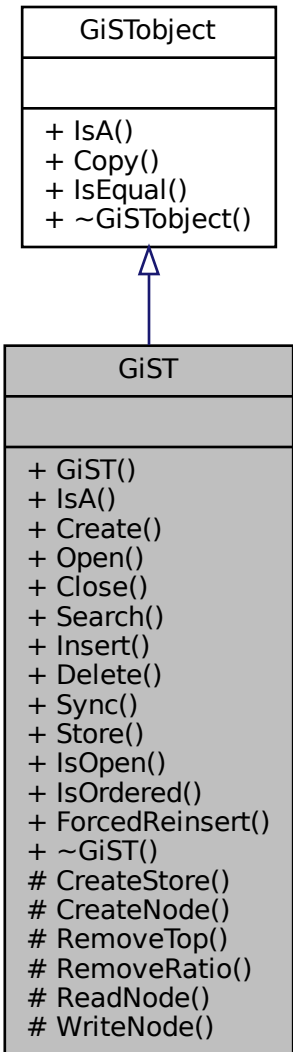 GiSTobject
+ IsA()
+ Copy()
+ IsEqual()
+ ~GiSTobject()
GiST
+ GiST()
+ IsA()
+ Create()
+ Open()
+ Close()
+ Search()
+ Insert()
+ Delete()
+ Sync()
+ Store()
+ IsOpen()
+ IsOrdered()
+ ForcedReinsert()
+ ~GiST()
# CreateStore()
# CreateNode()
# RemoveTop()
# RemoveRatio()
# ReadNode()
# WriteNode()